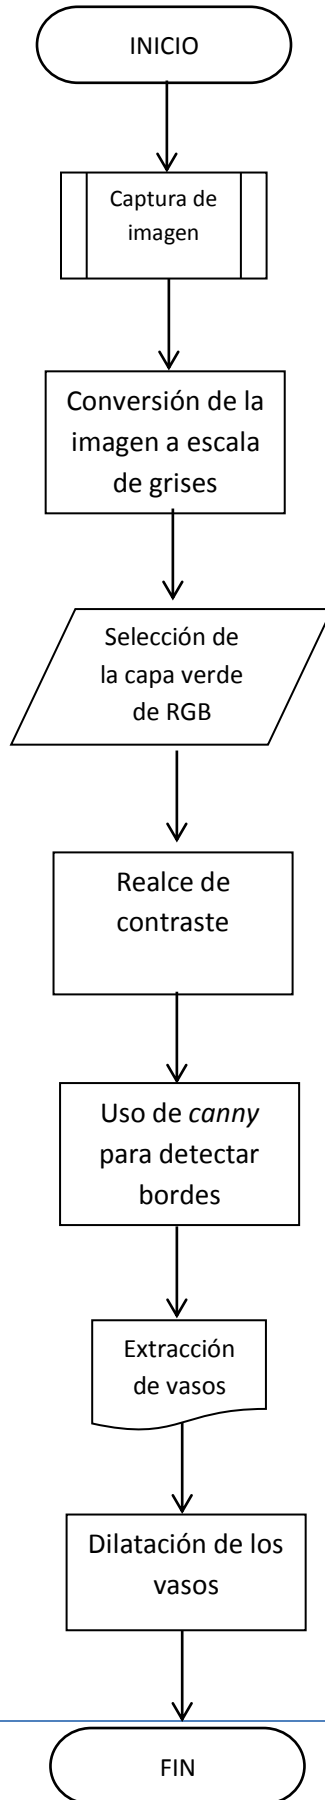 INICIO
Captura de
imagen
Conversión de la
imagen a escala
de grises
Selección de
la capa verde
de RGB
Realce de
contraste
Uso de canny
para detectar
bordes
Extracción
de vasos
Dilatación de los
vasos
FIN